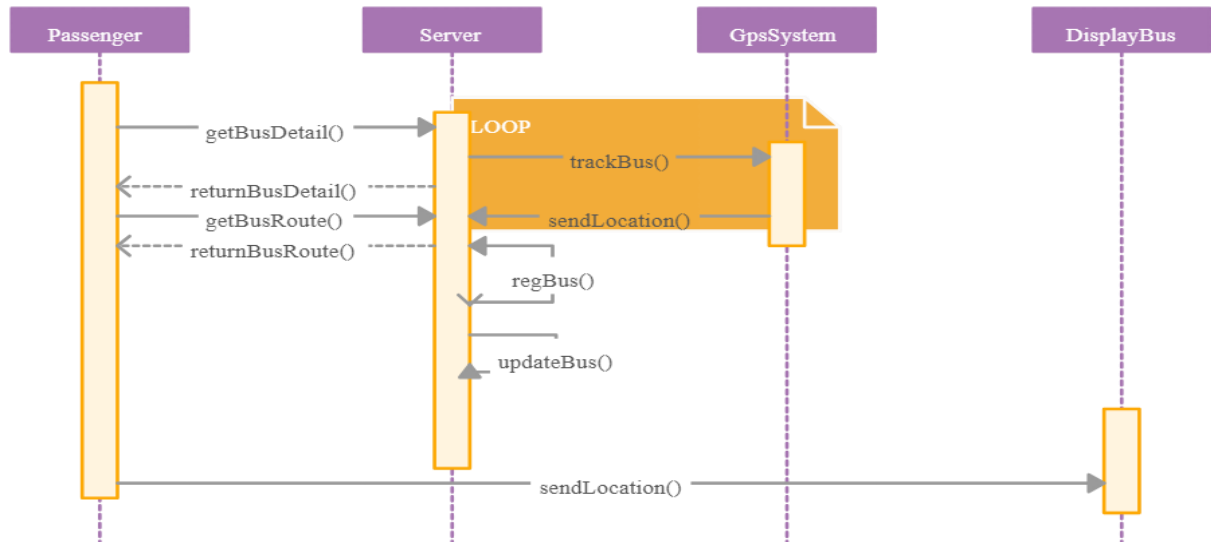 Passenger
Server
GpsSystem
DisplayBus
LOOP
getBusDetail()
trackBus()
returnBusDetail()
getBusRoute()
sendLocation()
returnBusRoute()
regBus()
updateBus()
sendLocation()